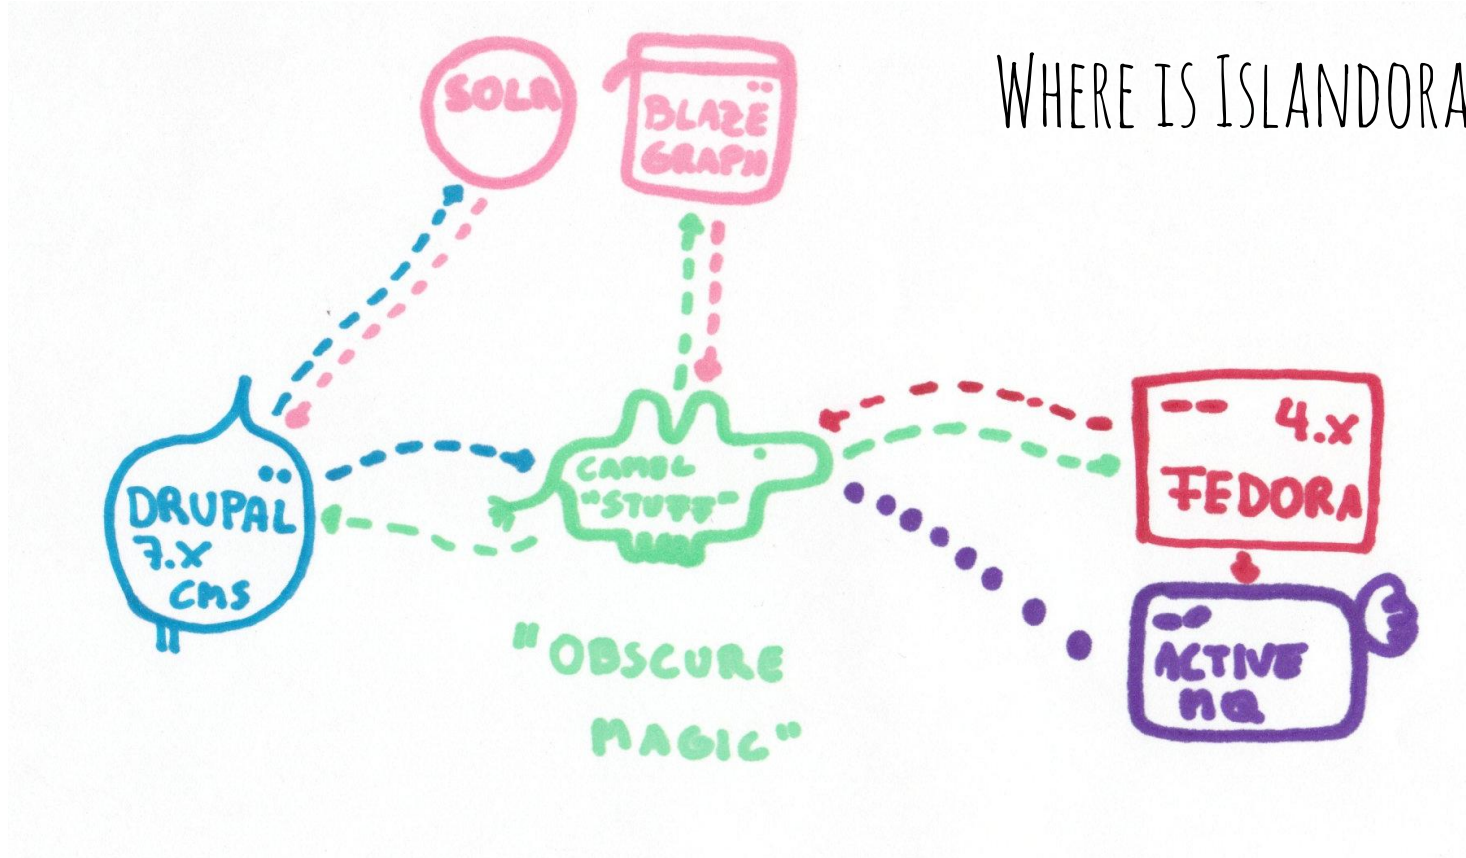 WHERE IS ISLANDORA
SOLR
BLAZE
GRAPH
4.x
FEDORA
CAMEL
"STUFF"
DRUPAL
7.x
CMS
ACTIVE
MQ
"OBSCURE
MAGIC"